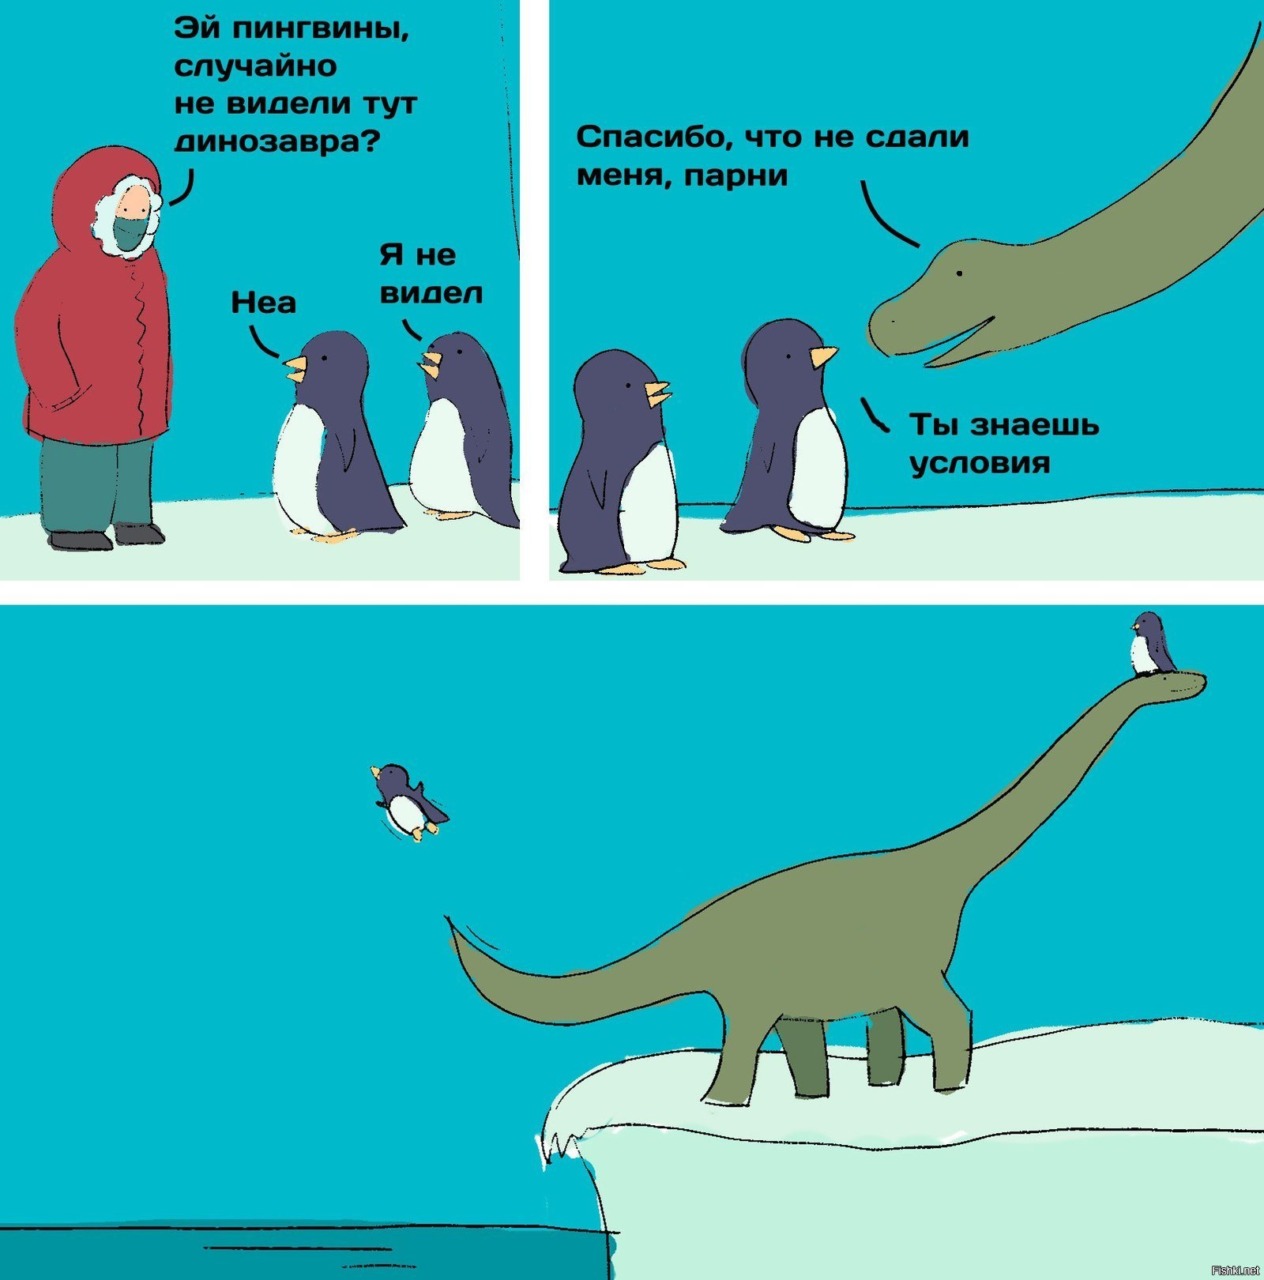 Эй пингвины,
случайно
не видели тут
динозавра?
Неа
Я не
видел
Спасибо, что не сдали
меня, парни
Ты знаешь
условия
Fishki.net